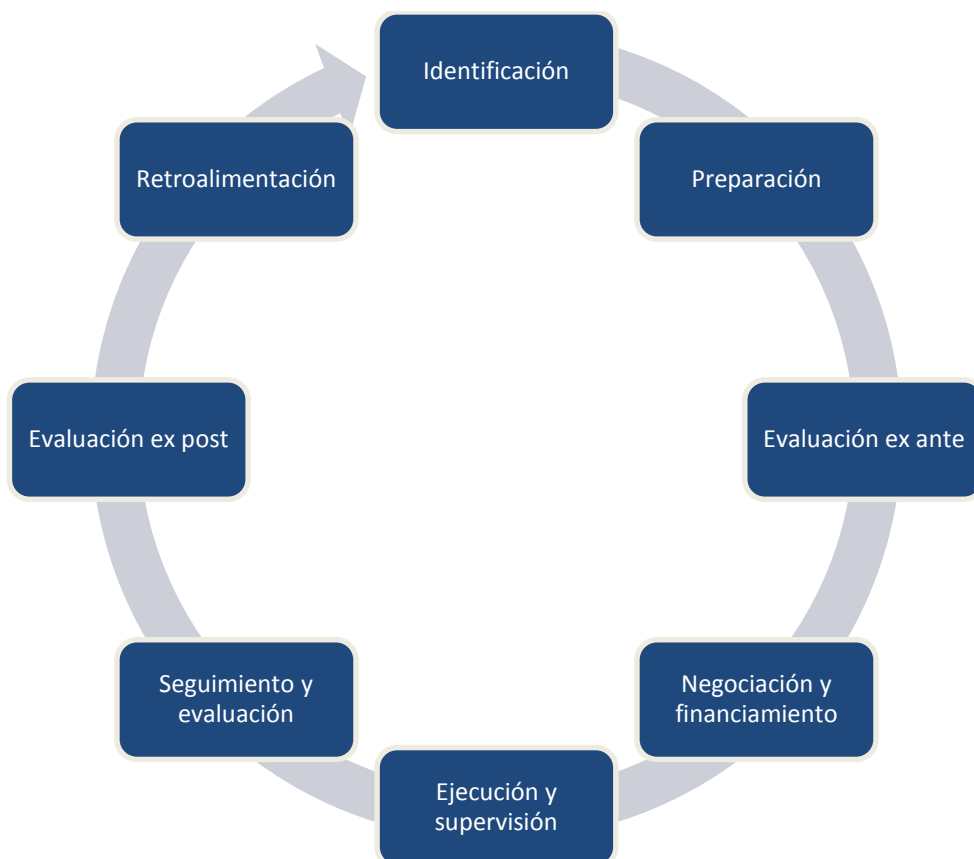 Identificación
Preparación
Evaluación ex ante
Negociación y
financiamiento
Ejecución y
supervisión
Seguimiento y
evaluación
Evaluación ex post
Retroalimentación